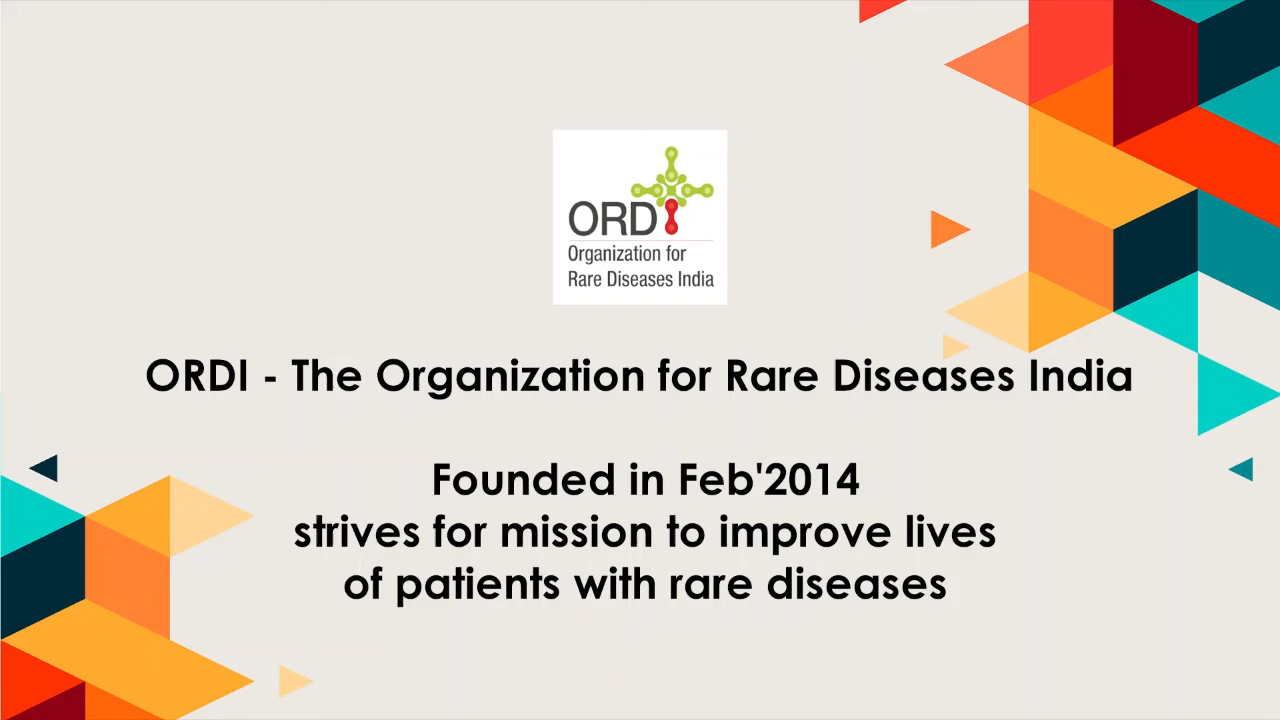 ORDI
Organization for
Rare Diseases India
ORDI - The Organization for Rare Diseases India
Founded in Feb'2014
strives for mission to improve lives
of patients with rare diseases